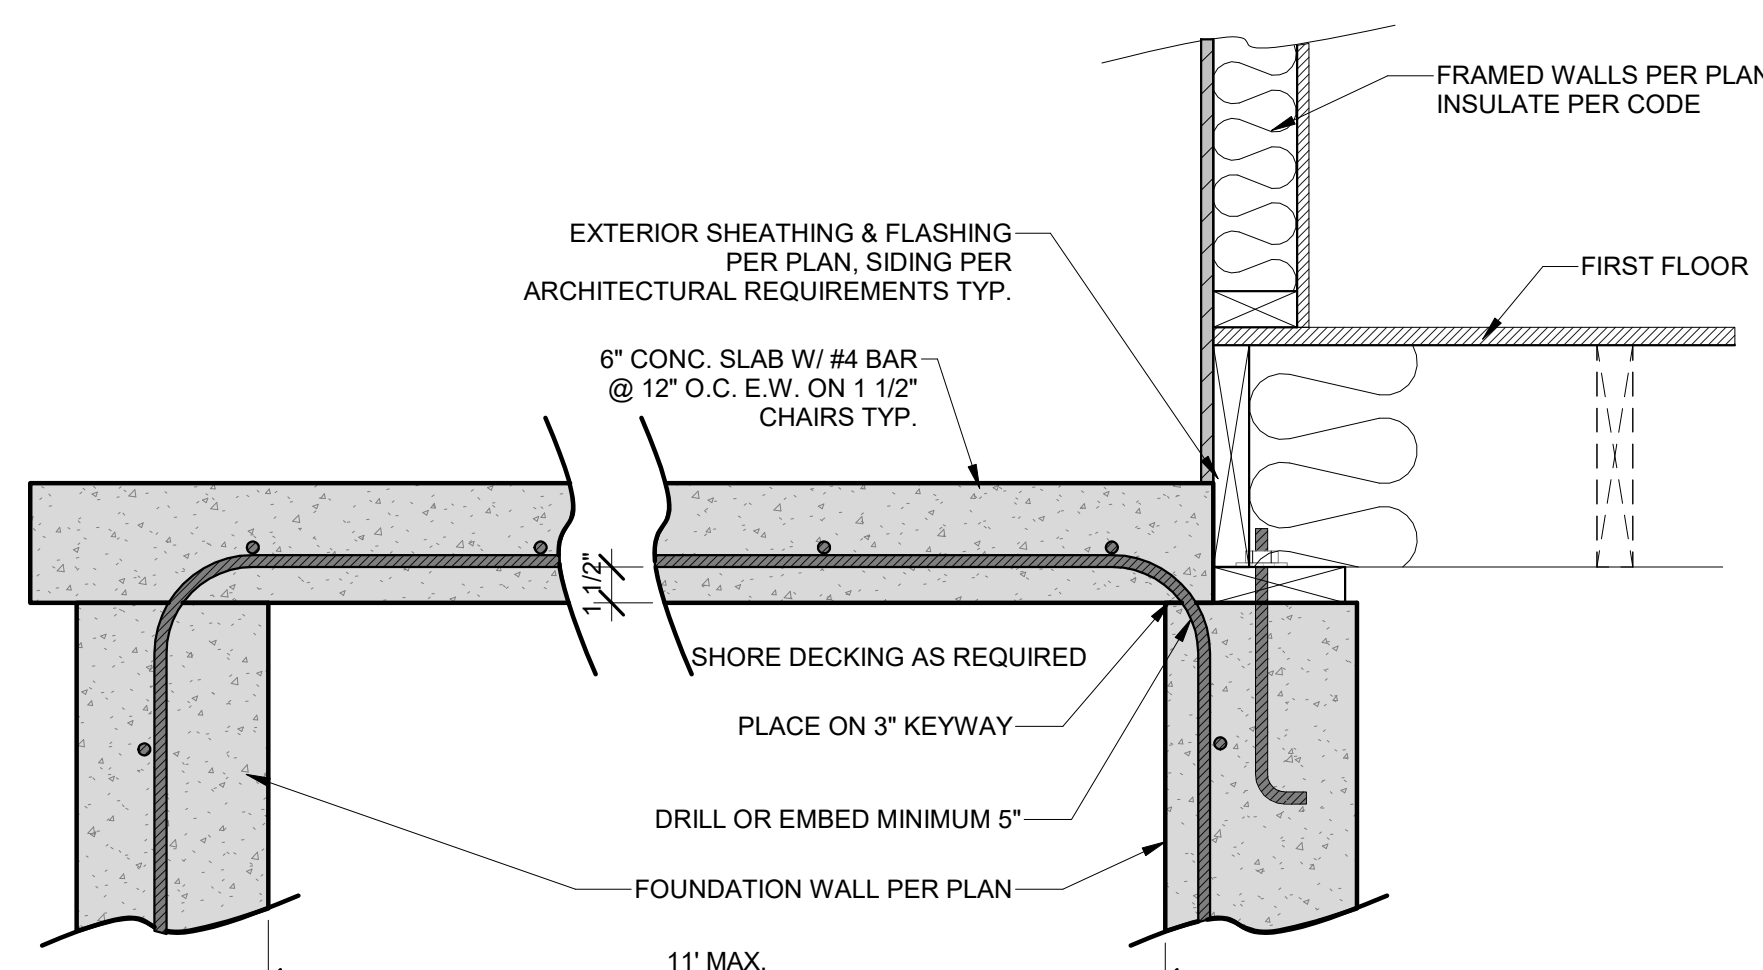 FRAMED WALLS PER PLAN
INSULATE PER CODE
EXTERIOR SHEATHING & FLASHING
PER PLAN, SIDING PER
ARCHITECTURAL REQUIREMENTS TYP.
FIRST FLOOR
6" CONC. SLAB W/ #4 BAR
@ 12" O.C. E.W. ON 1 1/2"
CHAIRS TYP.
1 1/2"
SHORE DECKING AS REQUIRED
PLACE ON 3" KEYWAY
DRILL OR EMBED MINIMUM 5"
FOUNDATION WALL PER PLAN
11' MAX.